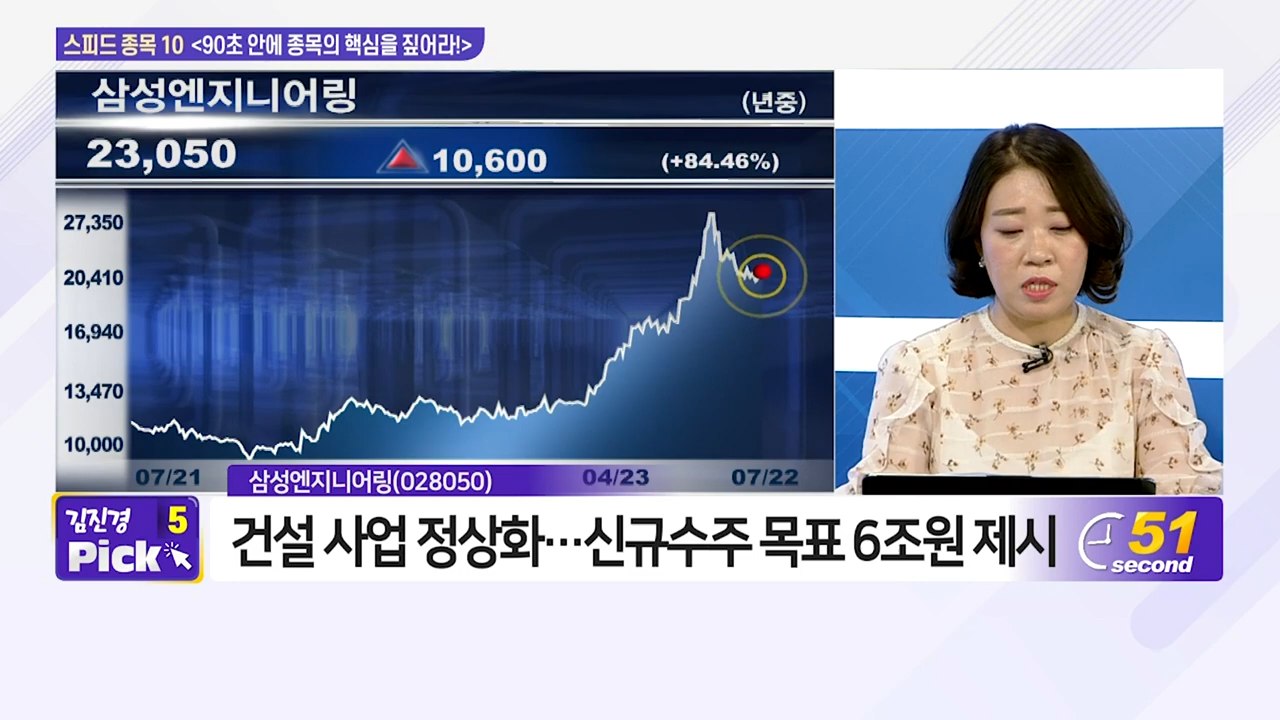 스피드 종목 10 <90초 안에 종목의 핵심을 짚어라!>
삼성엔지니어링 (년중)
23,050 10,600 (+84.46%)
27,350
20,410
16,940
13,470
10,000
07/21 04/23 07/22
삼성엔지니어링(028050)
김진경 5
Pick
건설 사업 정상화…신규수주 목표 6조원 제시
51
second